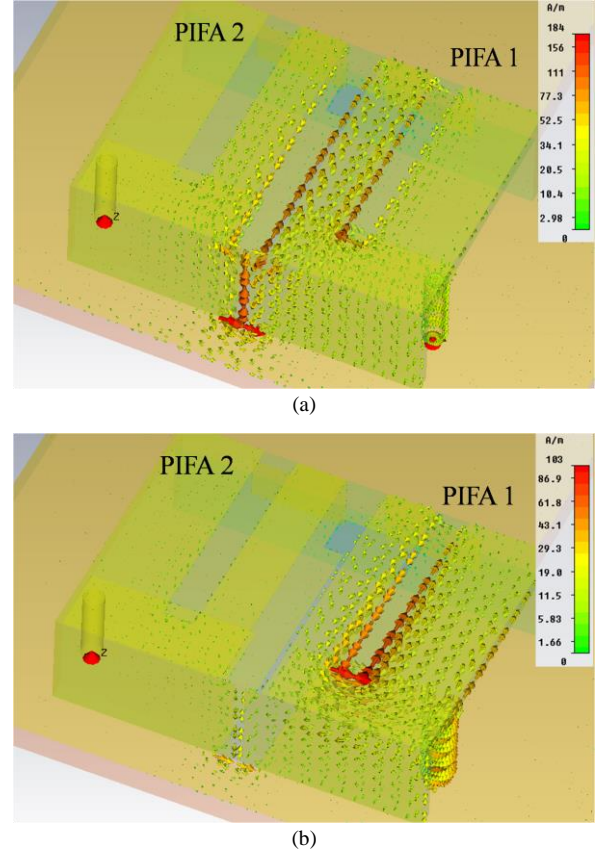 A/m
PIFA 2
PIFA 1
184
156
111
77.3
52.5
34.1
20.5
10.4
2.98
0
z
(a)
A/m
PIFA 2
PIFA 1
103
86.9
61.8
43.1
29.3
19.0
11.5
5.83
1.66
0
z
(b)